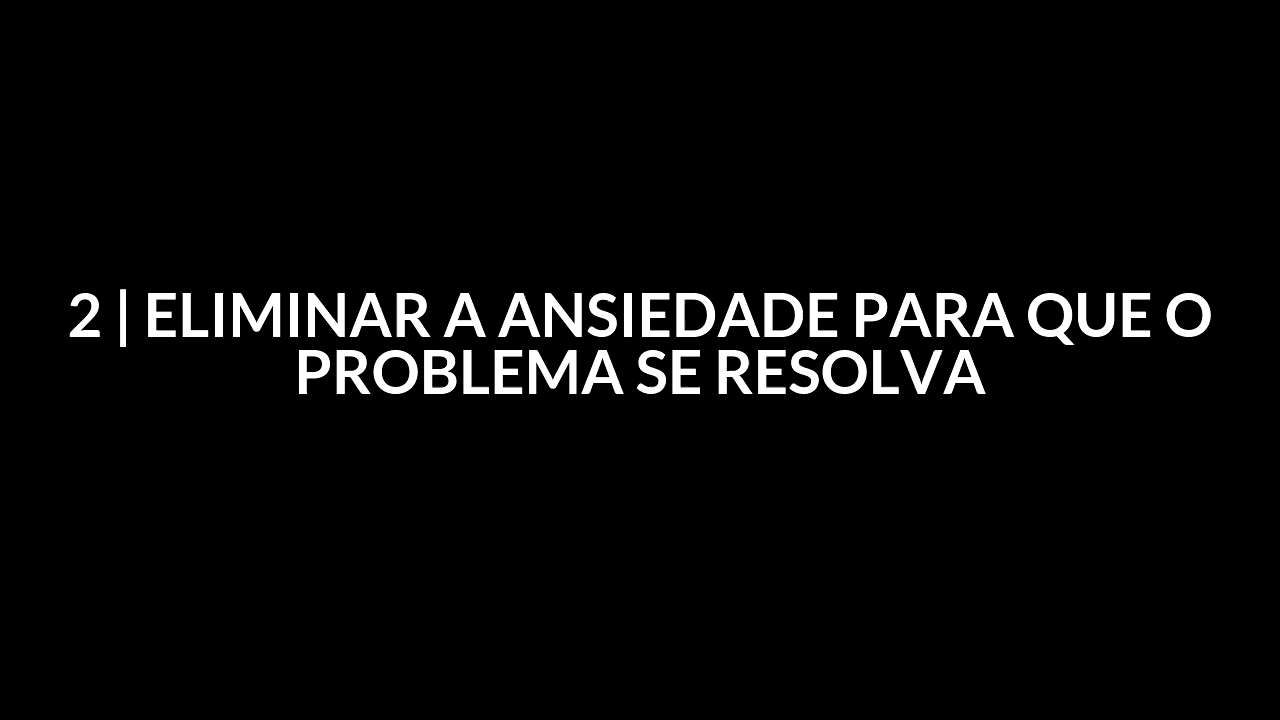 2 | ELIMINAR A ANSIEDADE PARA QUE O
PROBLEMA SE RESOLVA